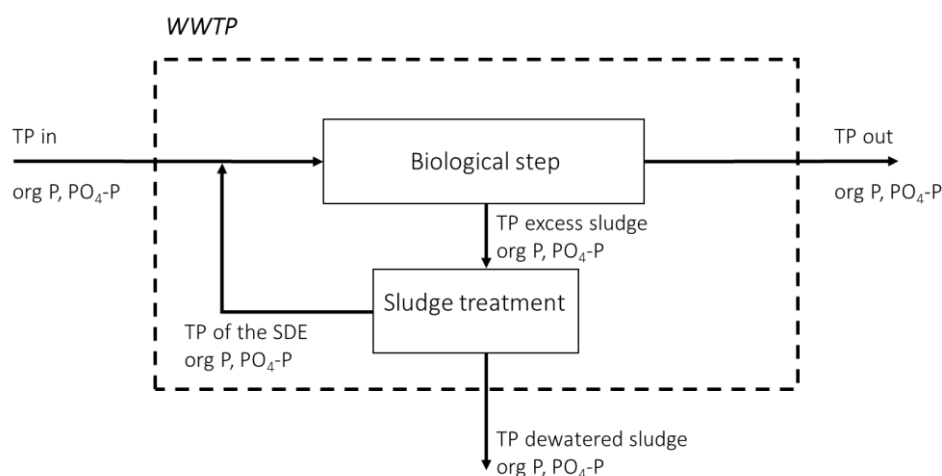 WWTP
TP in
org P, PO₄-P
Biological step
TP out
org P, PO₄-P
TP excess sludge
org P, PO₄-P
Sludge treatment
TP of the SDE
org P, PO₄-P
TP dewatered sludge
org P, PO₄-P